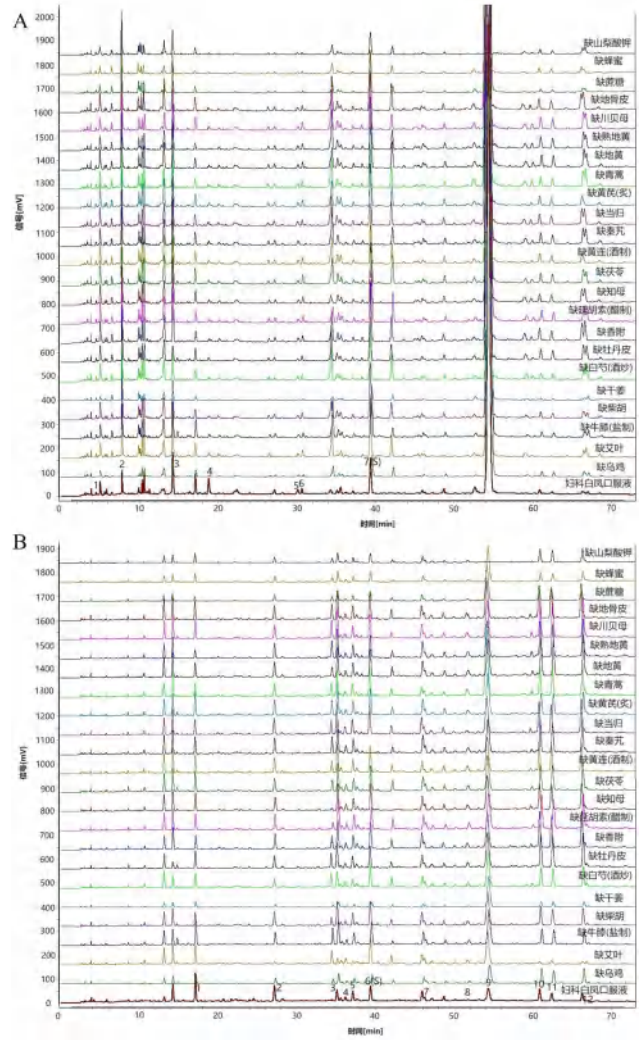 A
2000
1900
1800
1700
1600
1500
1400
1300
1200
1100
1000
900
800
700
600
500
400
300
200
100
0
信号[mV]
缺山梨酸钾
缺蜂蜜
缺蔗糖
缺地骨皮
缺川贝母
缺熟地黄
缺地黄
缺青蒿
缺黄芪(炙)
缺当归
缺秦艽
缺黄连(酒制)
缺茯苓
缺知母
缺延胡索(醋制)
缺香附
缺牡丹皮
缺白芍(酒炒)
缺干姜
缺柴胡
缺牛膝(盐制)
缺艾叶
缺乌鸡
妇科白凤口服液
1 2 3 4 5 6 7(S)
0 10 20 30 40 50 60
时间[min]
B
1900
1800
1700
1600
1500
1400
1300
1200
1100
1000
900
800
700
600
500
400
300
200
100
0
信号[mV]
缺山梨酸钾
缺蜂蜜
缺蔗糖
缺地骨皮
缺川贝母
缺熟地黄
缺地黄
缺青蒿
缺黄芪(炙)
缺当归
缺秦艽
缺黄连(酒制)
缺茯苓
缺知母
缺延胡索(醋制)
缺香附
缺牡丹皮
缺白芍(酒炒)
缺干姜
缺柴胡
缺牛膝(盐制)
缺艾叶
缺乌鸡
妇科白凤口服液
1 2 3 4 5 6(S) 7 8 9 10 11 12
0 10 20 30 40 50 60
时间[min]